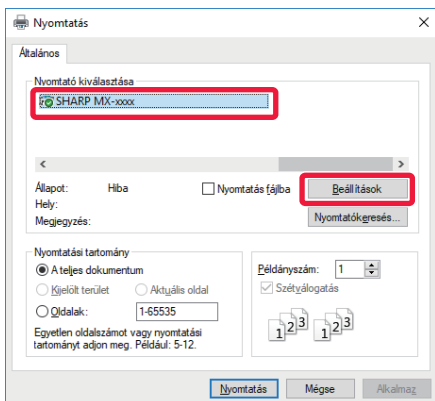 Nyomtatás
Általános
Nyomtató kiválasztása
SHARP MX-xxxx
Állapot: Hiba
Nyomtatás fájlba
Beállítások
Hely:
Megjegyzés:
Nyomtatókeresés...
Nyomtatási tartomány
A teljes dokumentum
Kijelölt terület
Aktuális oldal
Oldalak:
1-65535
Egyetlen oldalszámot vagy nyomtatási
tartományt adjon meg. Például: 5-12.
Példányszám: 1
Szétválogatás
1 2 3
1 2 3
Nyomtatás
Mégse
Alkalmaz